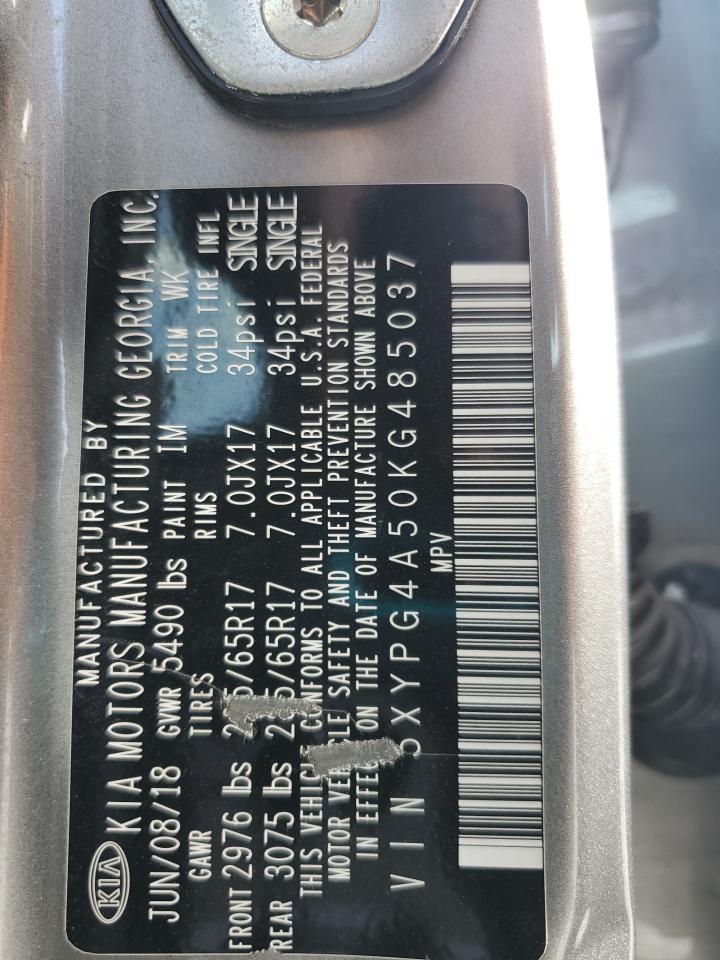 MANUFACTURED BY
KIA KIA MOTORS MANUFACTURING GEORGIA, INC.
JUN/08/18 GVWR 5490 lbs PAINT IM TRIM WK
GAWR TIRES RIMS COLD TIRE INFL
FRONT 2976 lbs 7.0JX17 34psi SINGLE
REAR 3075 lbs 7.0JX17 34psi SINGLE
THIS CONFORMS TO ALL APPLICABLE U.S.A. FEDERAL
MOTOR SAFETY AND THEFT PREVENTION STANDARDS
IN ON THE DATE OF MANUFACTURE SHOWN ABOVE
VIN 5XYPG4A50KG485037
MPV